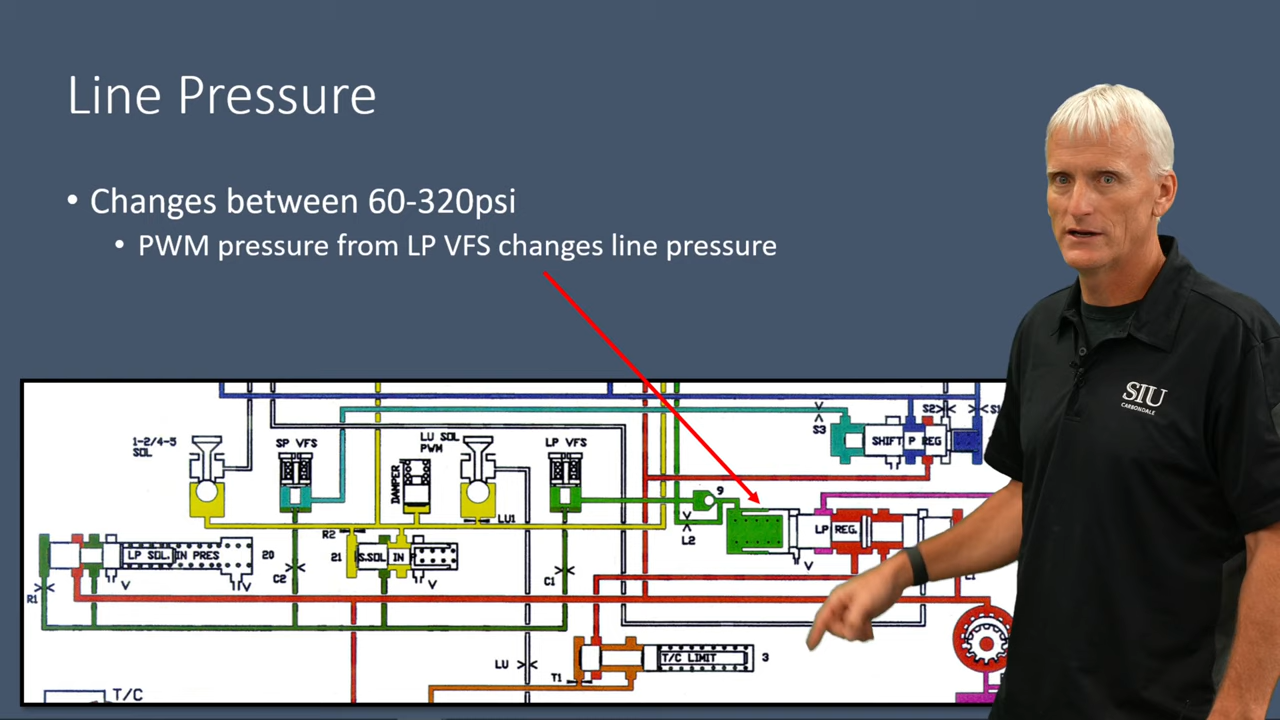 Line Pressure
• Changes between 60-320psi
• PWM pressure from LP VFS changes line pressure
1-2/4-5
SOL
SP VFS
DAMPER
LU SOL
PWM
LP VFS
9
S3
SHIFT P REG
S2
S1
LU1
R2
L2
LP REG.
V
LP SOL. IN PRES
20
21
S.SOL IN
V
V
V
R1
C2
C1
LU
T1
T/C LIMIT
3
T/C
SIU
CARBONDALE